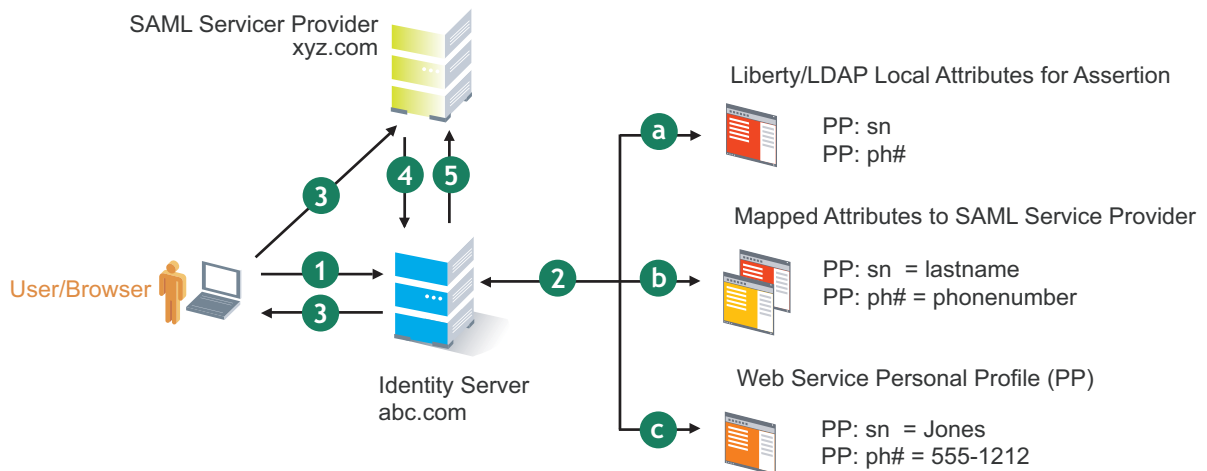 SAML Servicer Provider
xyz.com
Liberty/LDAP Local Attributes for Assertion
a
PP: sn
PP: ph#
3
4
5
Mapped Attributes to SAML Service Provider
User/Browser
1
2
b
PP: sn = lastname
PP: ph# = phonenumber
3
Identity Server
abc.com
Web Service Personal Profile (PP)
c
PP: sn = Jones
PP: ph# = 555-1212